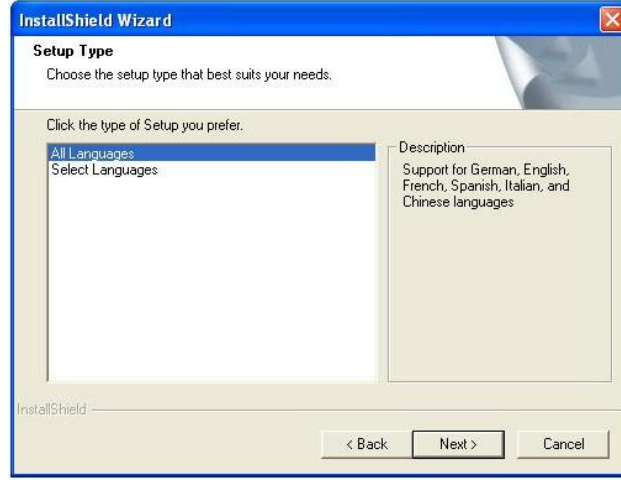 InstallShield Wizard
Setup Type
Choose the setup type that best suits your needs.
Click the type of Setup you prefer.
All Languages
Select Languages
Description
Support for German, English,
French, Spanish, Italian, and
Chinese languages
InstallShield
< Back
Next >
Cancel